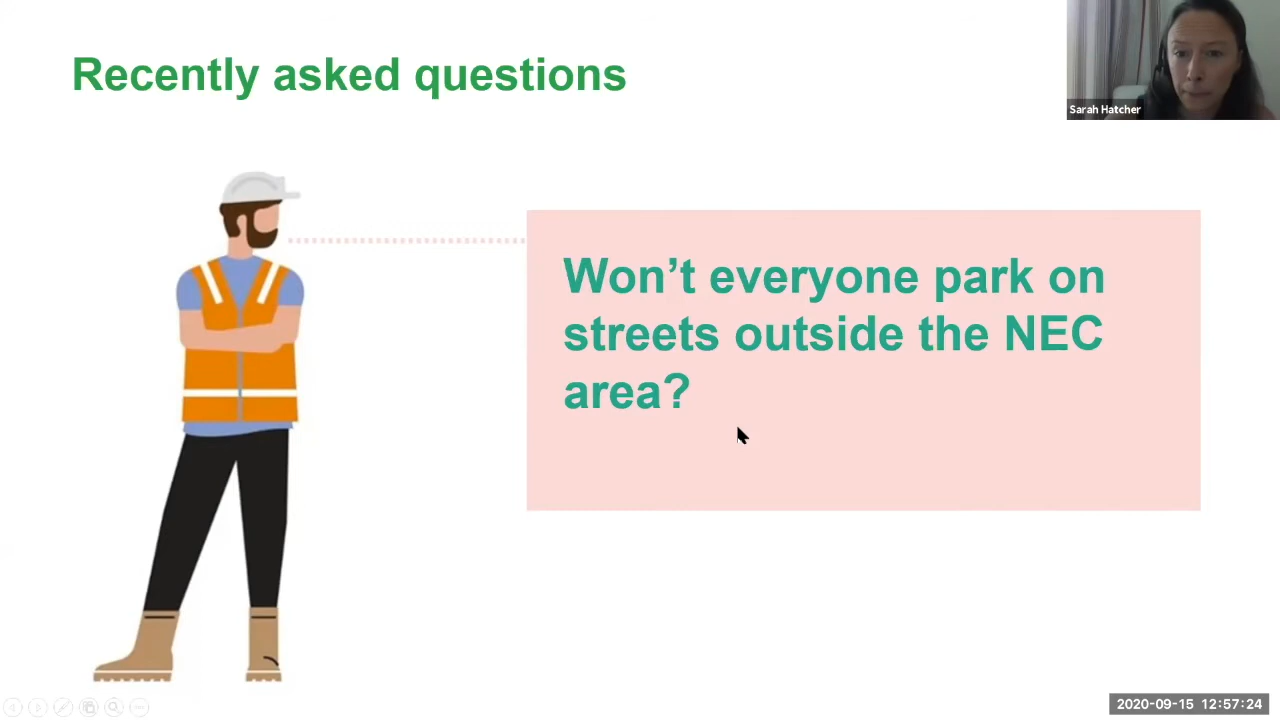 Recently asked questions
Sarah Hatcher
Won’t everyone park on
streets outside the NEC
area?
2020-09-15 12:57:24